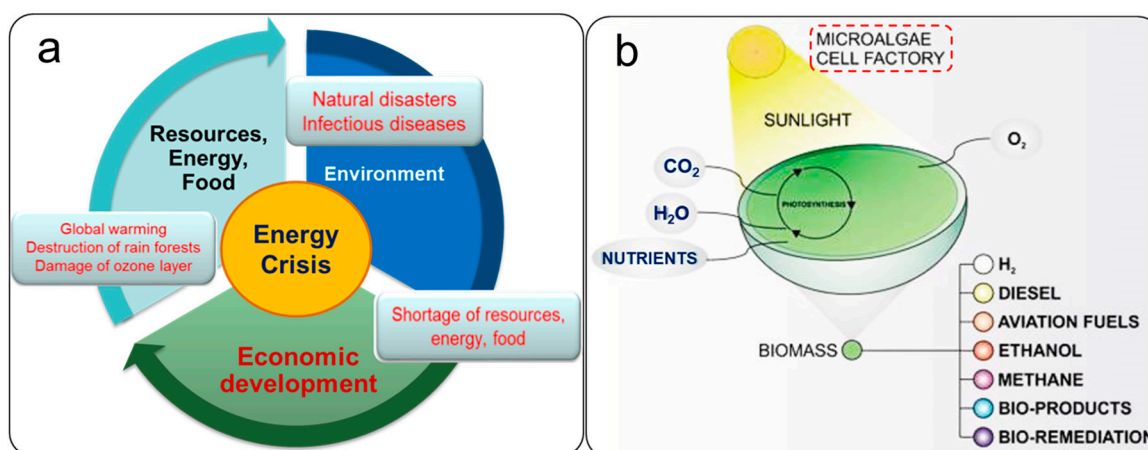 a
Resources,
Energy,
Food
Natural disasters
Infectious diseases
Environment
Global warming
Destruction of rain forests
Damage of ozone layer
Energy
Crisis
Shortage of resources,
energy, food
Economic
development
b
MICROALGAE
CELL FACTORY
SUNLIGHT
O₂
CO₂
H₂O
NUTRIENTS
PHOTOSYNTHESIS
BIOMASS
H₂
DIESEL
AVIATION FUELS
ETHANOL
METHANE
BIO-PRODUCTS
BIO-REMEDIATION